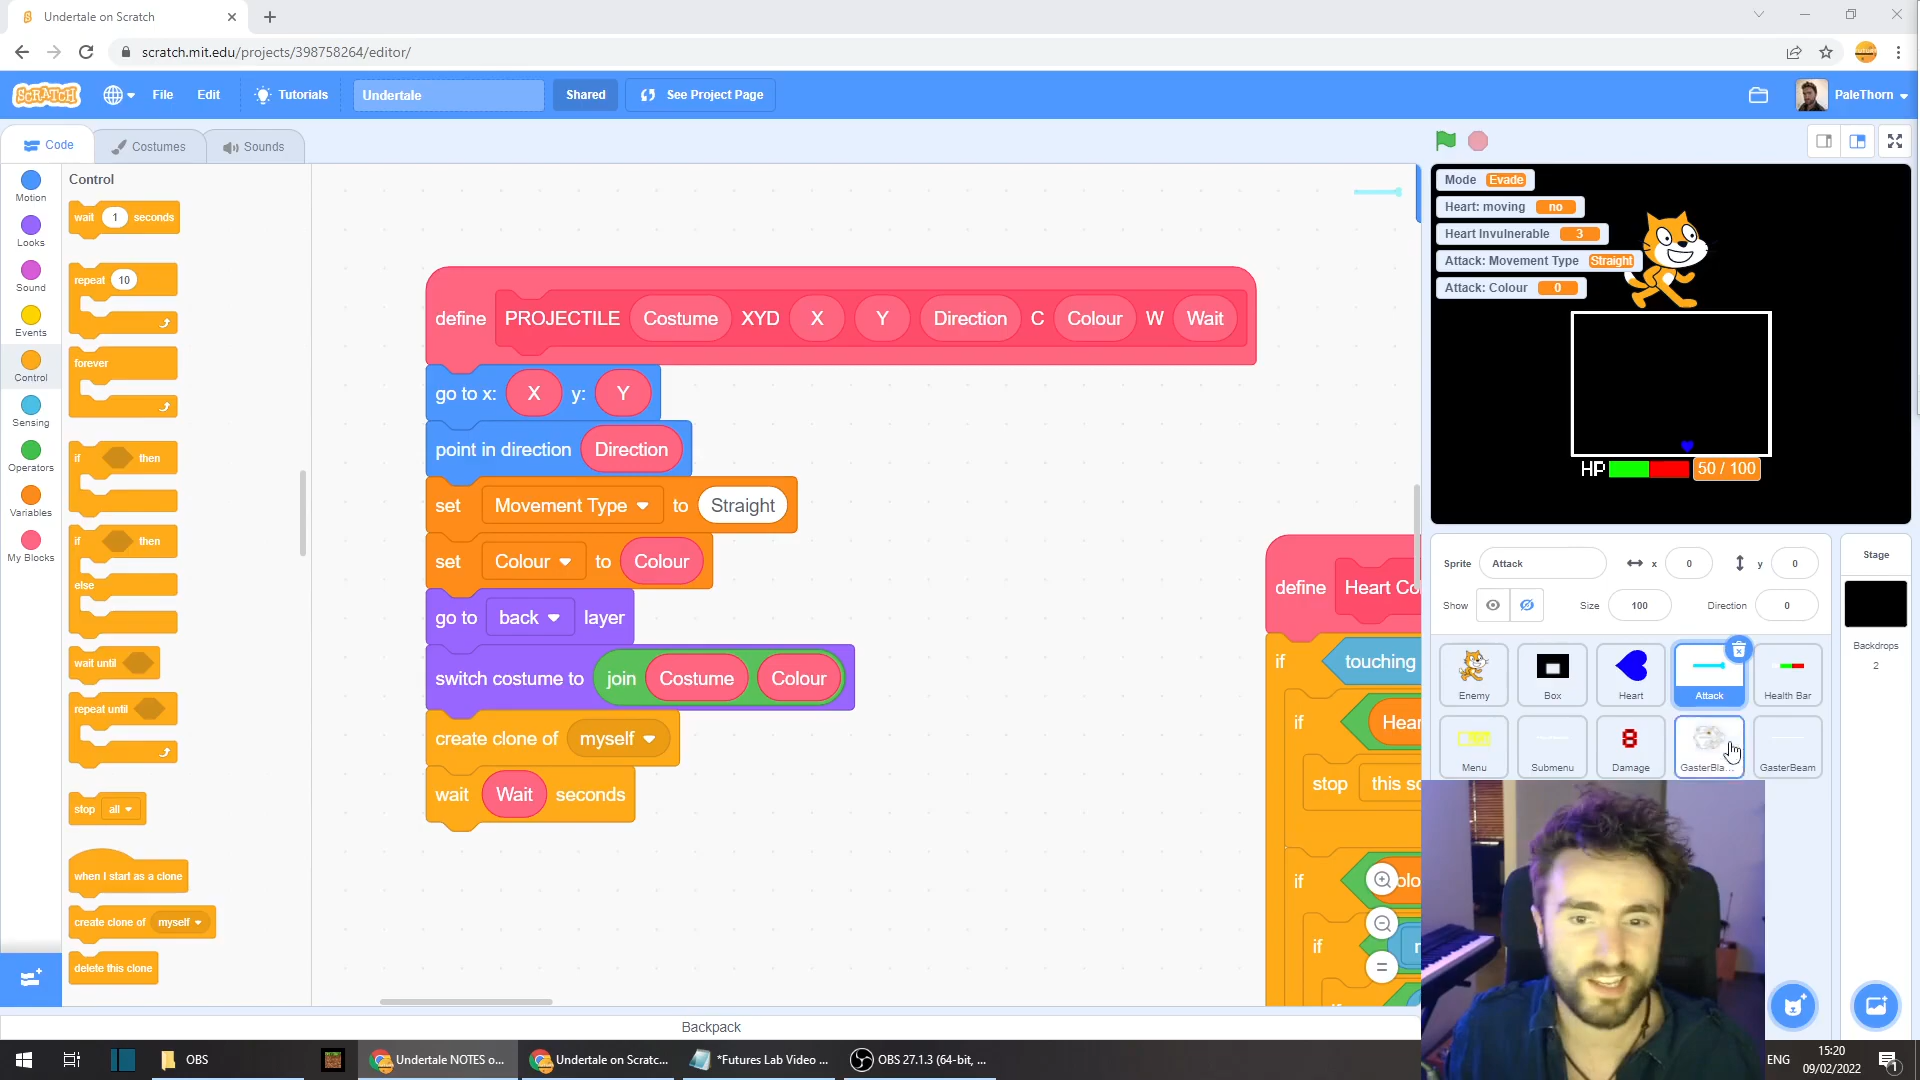 Undertale on Scratch
scratch.mit.edu/projects/398758264/editor/
SCRATCH
File
Edit
Tutorials
Undertale
Shared
See Project Page
PaleThorn
Code
Costumes
Sounds
Motion
Looks
Sound
Events
Control
Sensing
Operators
Variables
My Blocks
Control
wait 1 seconds
repeat 10
forever
if then
if then
else
wait until
repeat until
stop all
when I start as a clone
create clone of myself
delete this clone
define PROJECTILE Costume XYD X Y Direction C Colour W Wait
go to x: X y: Y
point in direction Direction
set Movement Type to Straight
set Colour to Colour
go to back layer
switch costume to join Costume Colour
create clone of myself
wait Wait seconds
define Heart Co
if touching
if Hear
stop this sc
if olo
if
Mode Evade
Heart: moving no
Heart Invulnerable 3
Attack: Movement Type Straight
Attack: Colour 0
HP 50 / 100
Sprite Attack x 0 y 0
Show Size 100 Direction 0
Stage
Backdrops
2
Enemy
Box
Heart
Attack
Health Bar
Menu
Submenu
8
Damage
GasterBla...
GasterBeam
Backpack
OBS
Undertale NOTES o...
Undertale on Scratc...
*Futures Lab Video ...
OBS 27.1.3 (64-bit, ...
ENG
15:20
09/02/2022
1